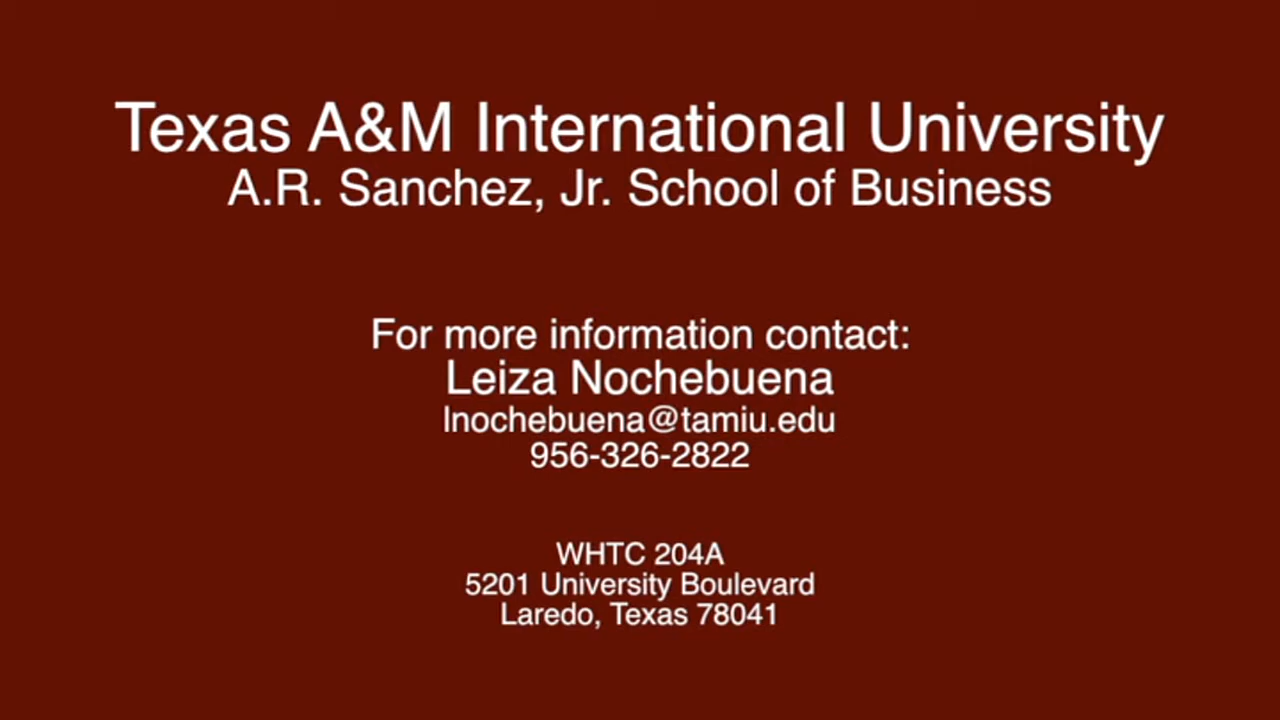 Texas A&M International University
A.R. Sanchez, Jr. School of Business
For more information contact:
Leiza Nochebuena
lnochebuena@tamiu.edu
956-326-2822
WHTC 204A
5201 University Boulevard
Laredo, Texas 78041